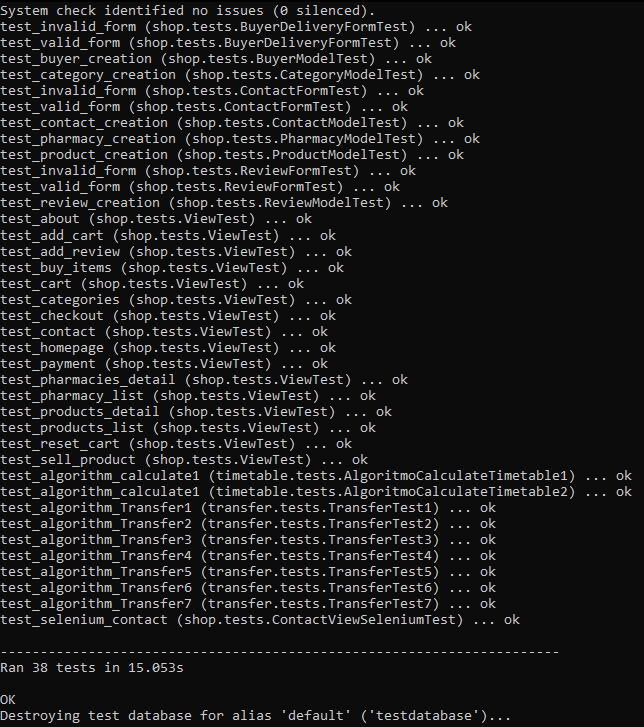 System check identified no issues (0 silenced).
test_invalid_form (shop.tests.BuyerDeliveryFormTest) ... ok
test_valid_form (shop.tests.BuyerDeliveryFormTest) ... ok
test_buyer_creation (shop.tests.BuyerModelTest) ... ok
test_category_creation (shop.tests.CategoryModelTest) ... ok
test_invalid_form (shop.tests.ContactFormTest) ... ok
test_valid_form (shop.tests.ContactFormTest) ... ok
test_contact_creation (shop.tests.ContactModelTest) ... ok
test_pharmacy_creation (shop.tests.PharmacyModelTest) ... ok
test_product_creation (shop.tests.ProductModelTest) ... ok
test_invalid_form (shop.tests.ReviewFormTest) ... ok
test_valid_form (shop.tests.ReviewFormTest) ... ok
test_review_creation (shop.tests.ReviewModelTest) ... ok
test_about (shop.tests.ViewTest) ... ok
test_add_cart (shop.tests.ViewTest) ... ok
test_add_review (shop.tests.ViewTest) ... ok
test_buy_items (shop.tests.ViewTest) ... ok
test_cart (shop.tests.ViewTest) ... ok
test_categories (shop.tests.ViewTest) ... ok
test_checkout (shop.tests.ViewTest) ... ok
test_contact (shop.tests.ViewTest) ... ok
test_homepage (shop.tests.ViewTest) ... ok
test_payment (shop.tests.ViewTest) ... ok
test_pharmacies_detail (shop.tests.ViewTest) ... ok
test_pharmacy_list (shop.tests.ViewTest) ... ok
test_products_detail (shop.tests.ViewTest) ... ok
test_products_list (shop.tests.ViewTest) ... ok
test_reset_cart (shop.tests.ViewTest) ... ok
test_sell_product (shop.tests.ViewTest) ... ok
test_algorithm_calculate1 (timetable.tests.AlgoritmoCalculateTimetable1) ... ok
test_algorithm_calculate1 (timetable.tests.AlgoritmoCalculateTimetable2) ... ok
test_algorithm_Transfer1 (transfer.tests.TransferTest1) ... ok
test_algorithm_Transfer2 (transfer.tests.TransferTest2) ... ok
test_algorithm_Transfer3 (transfer.tests.TransferTest3) ... ok
test_algorithm_Transfer4 (transfer.tests.TransferTest4) ... ok
test_algorithm_Transfer5 (transfer.tests.TransferTest5) ... ok
test_algorithm_Transfer6 (transfer.tests.TransferTest6) ... ok
test_algorithm_Transfer7 (transfer.tests.TransferTest7) ... ok
test_selenium_contact (shop.tests.ContactViewSeleniumTest) ... ok
----------------------------------------------------------------------
Ran 38 tests in 15.053s
OK
Destroying test database for alias 'default' ('testdatabase')...